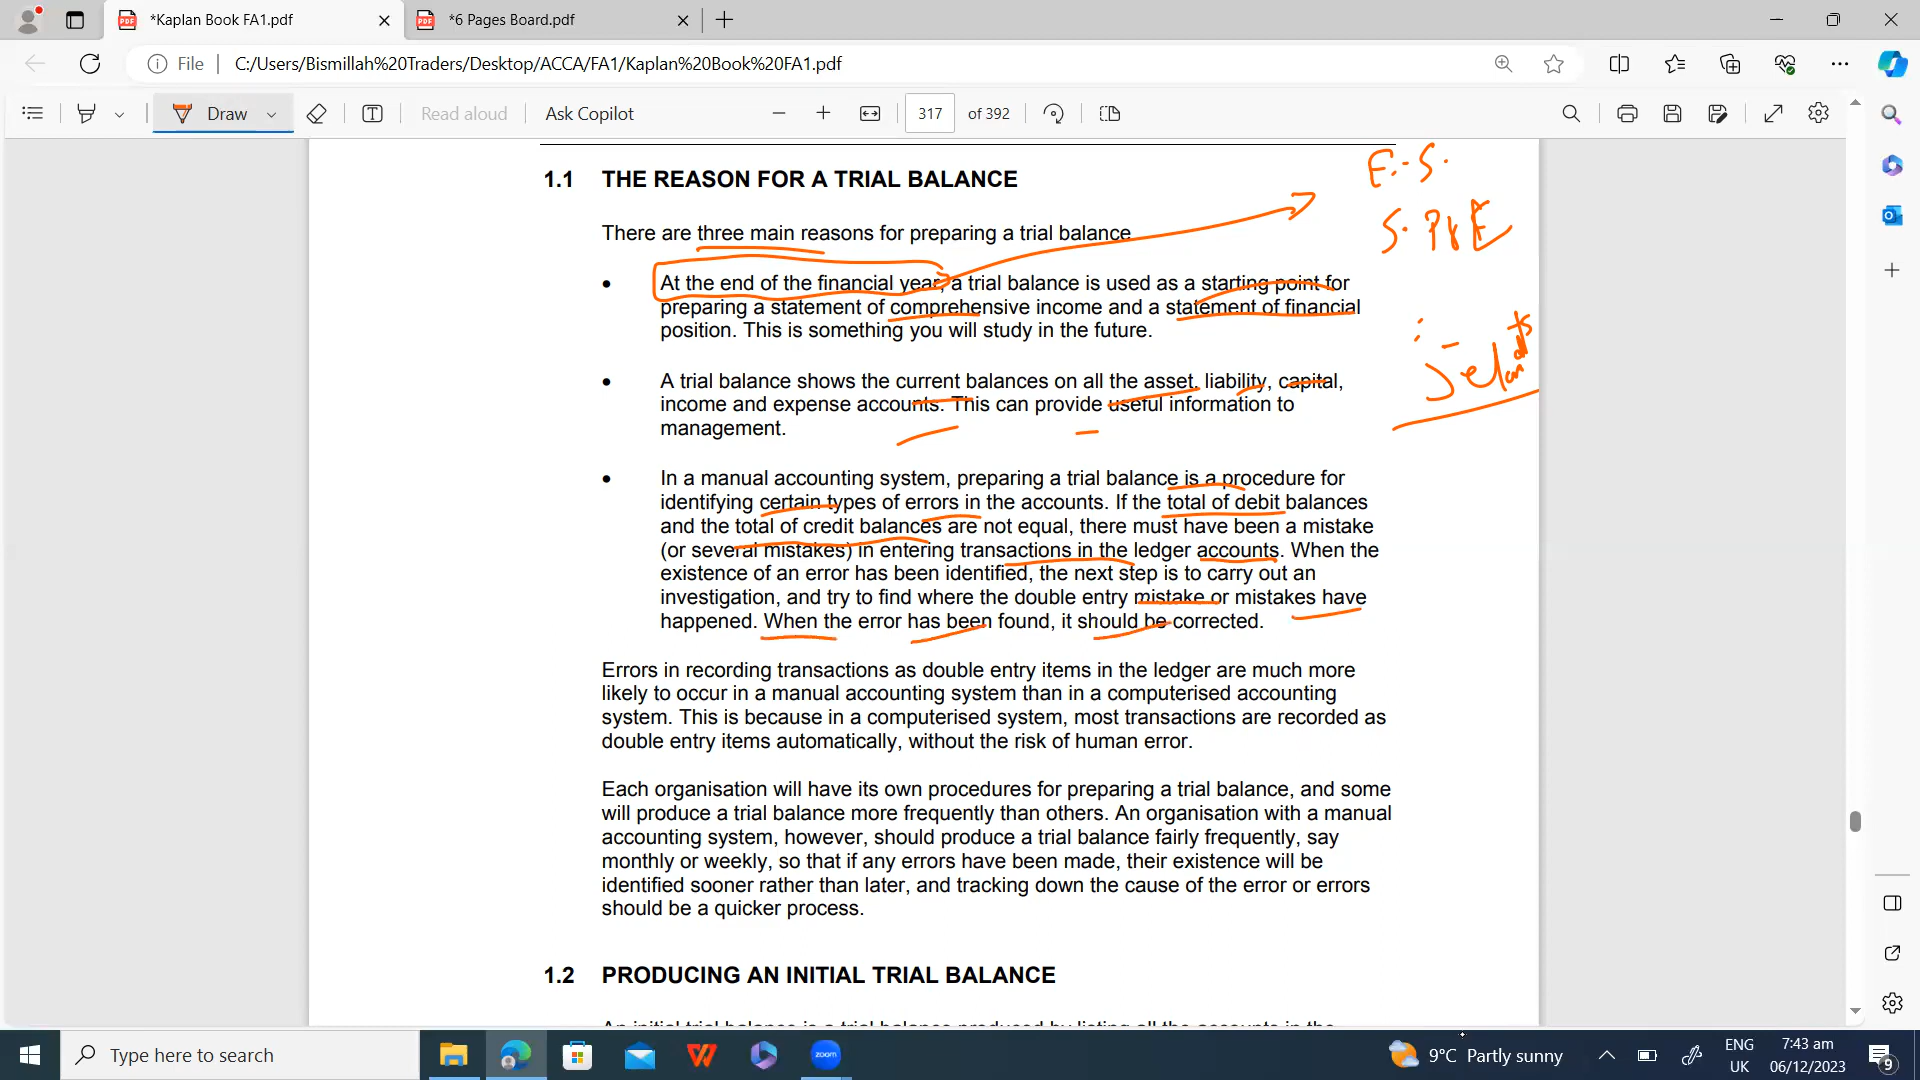 *Kaplan Book FA1.pdf
*6 Pages Board.pdf
File
C:/Users/Bismillah%20Traders/Desktop/ACCA/FA1/Kaplan%20Book%20FA1.pdf
Draw
Read aloud
Ask Copilot
317 of 392
1.1 THE REASON FOR A TRIAL BALANCE
There are three main reasons for preparing a trial balance
• At the end of the financial year, a trial balance is used as a starting point for
preparing a statement of comprehensive income and a statement of financial
position. This is something you will study in the future.
• A trial balance shows the current balances on all the asset, liability, capital,
income and expense accounts. This can provide useful information to
management.
• In a manual accounting system, preparing a trial balance is a procedure for
identifying certain types of errors in the accounts. If the total of debit balances
and the total of credit balances are not equal, there must have been a mistake
(or several mistakes) in entering transactions in the ledger accounts. When the
existence of an error has been identified, the next step is to carry out an
investigation, and try to find where the double entry mistake or mistakes have
happened. When the error has been found, it should be corrected.
Errors in recording transactions as double entry items in the ledger are much more
likely to occur in a manual accounting system than in a computerised accounting
system. This is because in a computerised system, most transactions are recorded as
double entry items automatically, without the risk of human error.
Each organisation will have its own procedures for preparing a trial balance, and some
will produce a trial balance more frequently than others. An organisation with a manual
accounting system, however, should produce a trial balance fairly frequently, say
monthly or weekly, so that if any errors have been made, their existence will be
identified sooner rather than later, and tracking down the cause of the error or errors
should be a quicker process.
1.2 PRODUCING AN INITIAL TRIAL BALANCE
An initial trial balance is a trial balance produced by listing all the accounts in the
F.S.
Type here to search
zoom
9°C Partly sunny
ENG
UK
7:43 am
06/12/2023
9